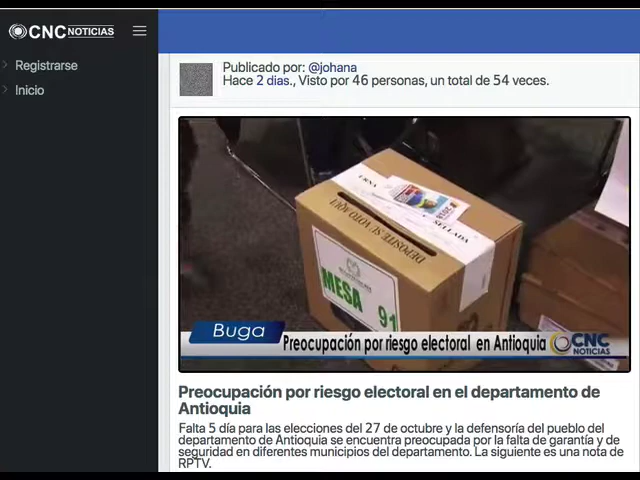 CNC NOTICIAS
Registrarse
Inicio
Publicado por: @johana
Hace 2 dias., Visto por 46 personas, un total de 54 veces.
URNA
SELLADA
DEPOSITE SU VOTO AQUÍ
MESA 91
Buga
Preocupación por riesgo electoral en Antioquia
CNC
NOTICIAS
Preocupación por riesgo electoral en el departamento de
Antioquia
Falta 5 día para las elecciones del 27 de octubre y la defensoría del pueblo del
departamento de Antioquia se encuentra preocupada por la falta de garantía y de
seguridad en diferentes municipios del departamento. La siguiente es una nota de
RPTV.